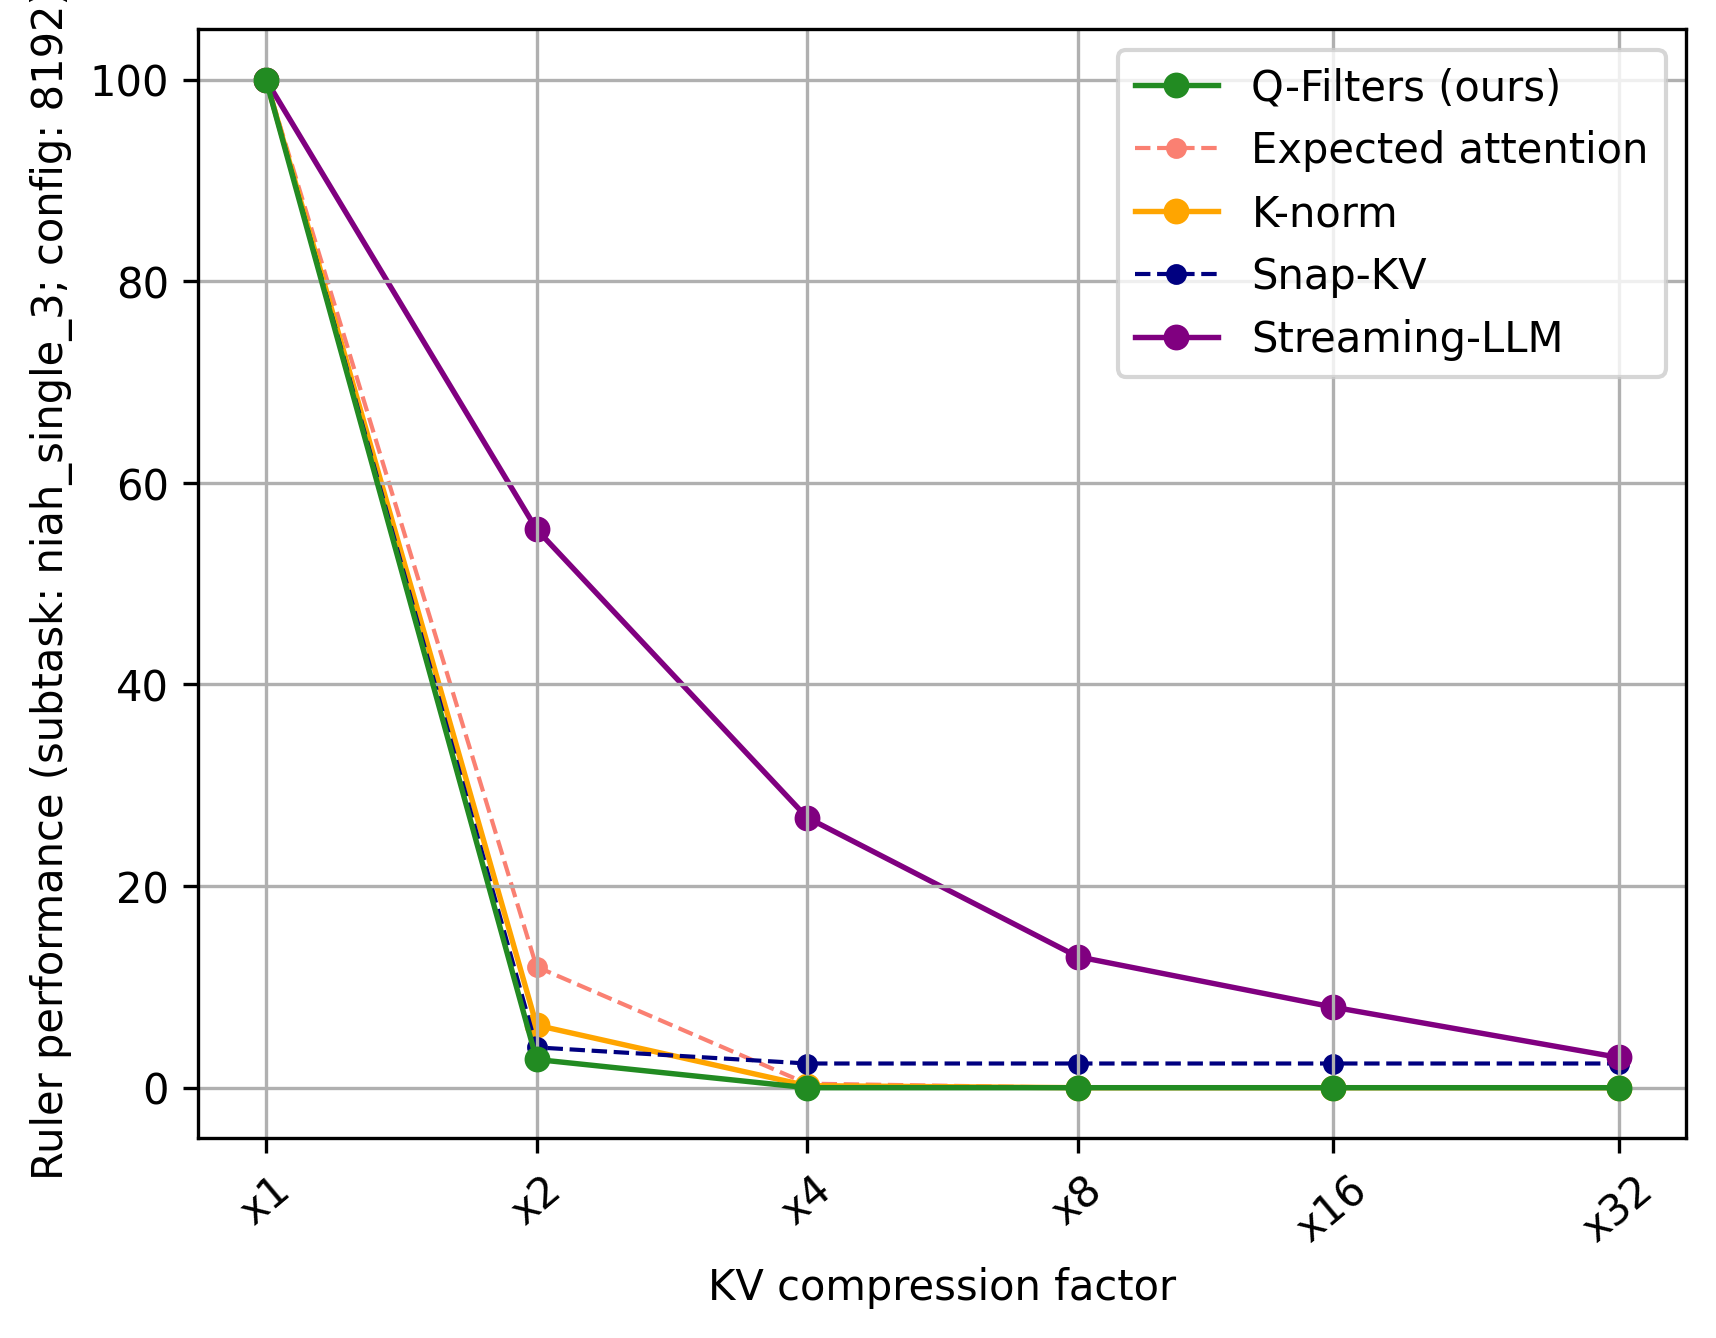 Ruler performance (subtask: niah_single_3; config: 8192)
100
80
60
40
20
0
Q-Filters (ours)
Expected attention
K-norm
Snap-KV
Streaming-LLM
x1
x2
x4
x8
x16
x32
KV compression factor